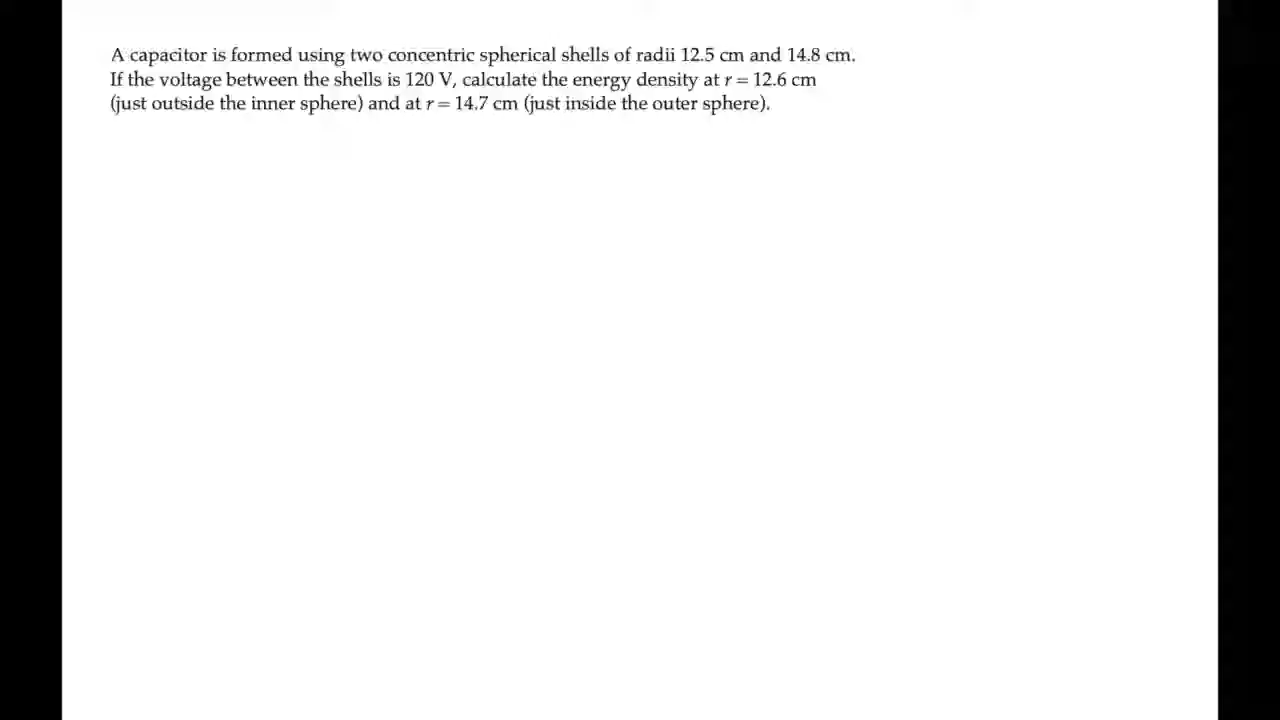 A capacitor is formed using two concentric spherical shells of radii 12.5 cm and 14.8 cm.
If the voltage between the shells is 120 V, calculate the energy density at r = 12.6 cm
(just outside the inner sphere) and at r = 14.7 cm (just inside the outer sphere).